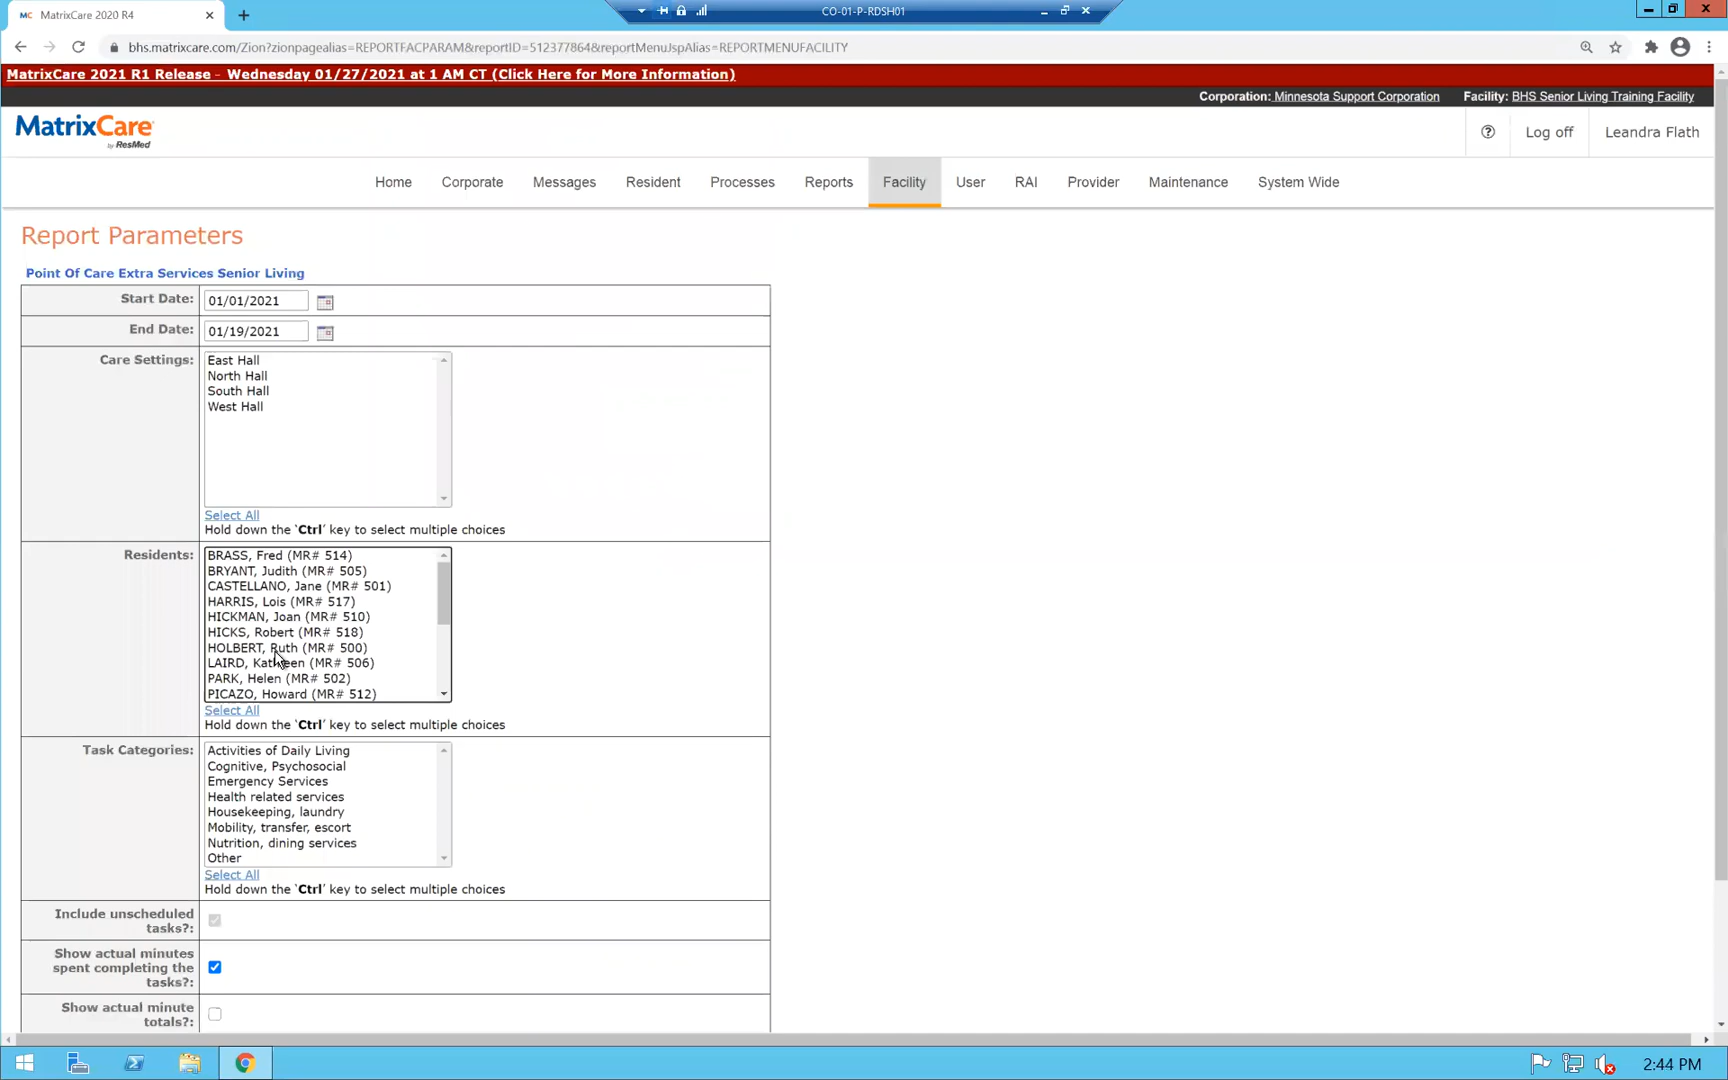 MC MatrixCare 2020 R4
CO-01-P-RDSH01
bhs.matrixcare.com/Zion?zionpagealias=REPORTFACPARAM&reportID=512377864&reportMenuJspAlias=REPORTMENUFACILITY
MatrixCare 2021 R1 Release - Wednesday 01/27/2021 at 1 AM CT (Click Here for More Information)
Corporation: Minnesota Support Corporation Facility: BHS Senior Living Training Facility
MatrixCare
by ResMed
Log off Leandra Flath
Home Corporate Messages Resident Processes Reports Facility User RAI Provider Maintenance System Wide
Report Parameters
Point Of Care Extra Services Senior Living
Start Date: 01/01/2021
End Date: 01/19/2021
Care Settings: East Hall
North Hall
South Hall
West Hall
Select All
Hold down the `Ctrl´ key to select multiple choices
Residents: BRASS, Fred (MR# 514)
BRYANT, Judith (MR# 505)
CASTELLANO, Jane (MR# 501)
HARRIS, Lois (MR# 517)
HICKMAN, Joan (MR# 510)
HICKS, Robert (MR# 518)
HOLBERT, Ruth (MR# 500)
LAIRD, Kathleen (MR# 506)
PARK, Helen (MR# 502)
PICAZO, Howard (MR# 512)
Select All
Hold down the `Ctrl´ key to select multiple choices
Task Categories: Activities of Daily Living
Cognitive, Psychosocial
Emergency Services
Health related services
Housekeeping, laundry
Mobility, transfer, escort
Nutrition, dining services
Other
Select All
Hold down the `Ctrl´ key to select multiple choices
Include unscheduled
tasks?:
Show actual minutes
spent completing the
tasks?:
Show actual minute
totals?:
2:44 PM